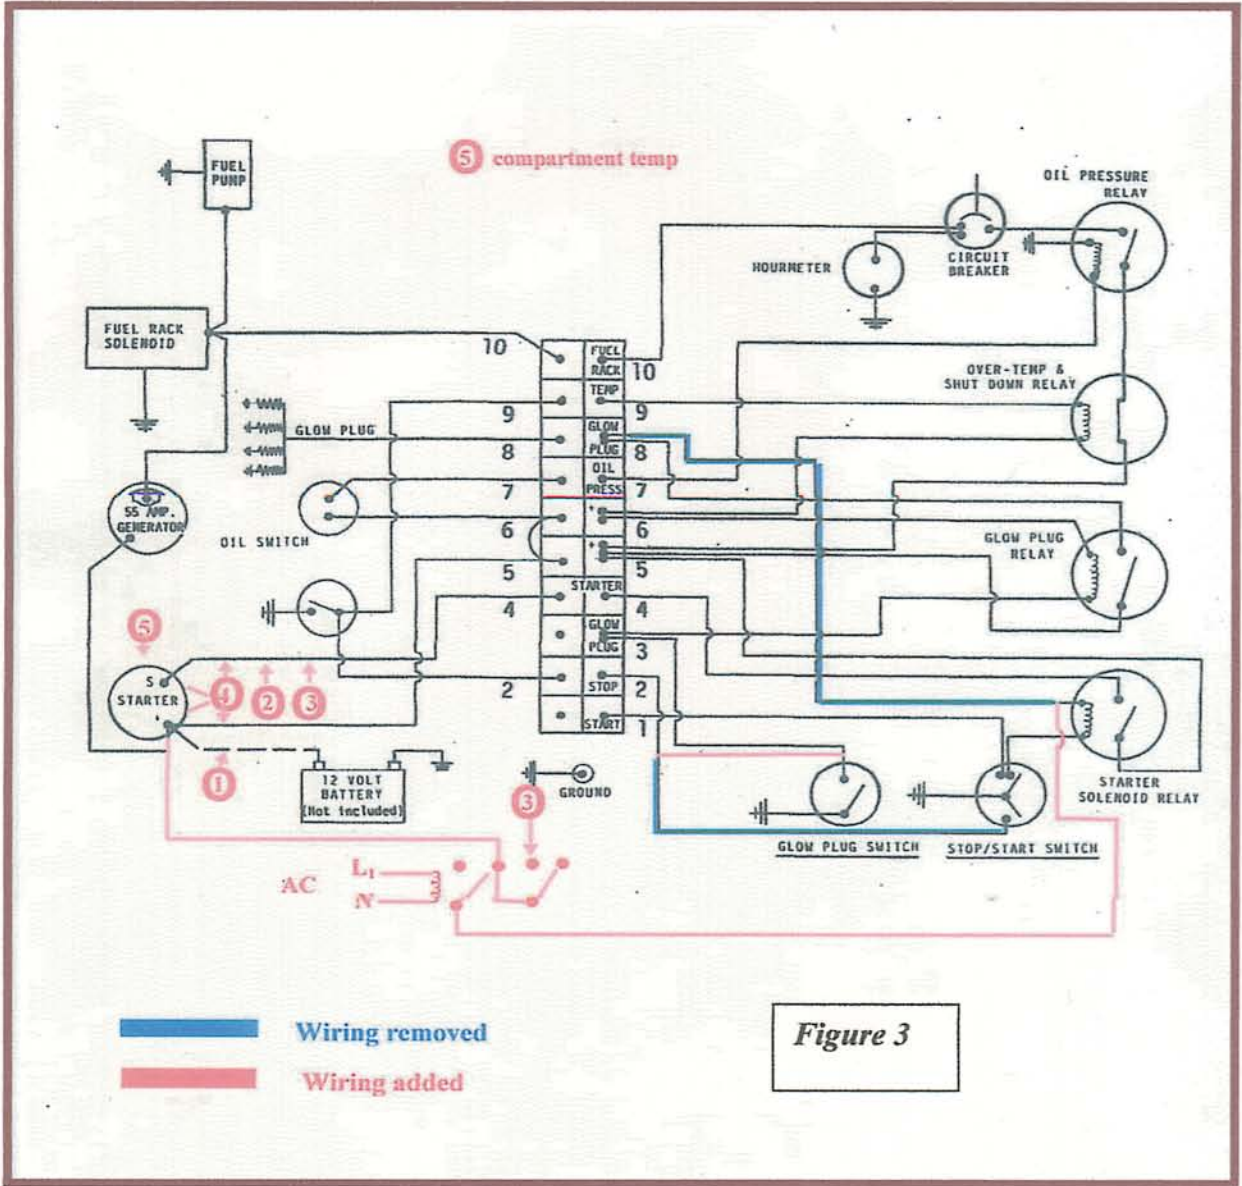 5 compartment temp
FUEL
PUMP
OIL PRESSURE
RELAY
HOURMETER
CIRCUIT
BREAKER
FUEL RACK
SOLENOID
10
FUEL
RACK
10
OVER-TEMP &
SHUT DOWN RELAY
TEMP
9
9
GLOW PLUG
GLOW
PLUG
8
8
OIL
PRESS
7
7
55 AMP.
GENERATOR
OIL SWITCH
+
6
6
GLOW PLUG
RELAY
+
5
5
STARTER
4
4
5
GLOW
PLUG
3
S
STARTER
4
2
3
2
STOP
2
START
1
1
12 VOLT
BATTERY
(Not included)
GROUND
3
STARTER
SOLENOID RELAY
GLOW PLUG SWITCH
STOP/START SWITCH
AC
L1
N
Wiring removed
Wiring added
Figure 3